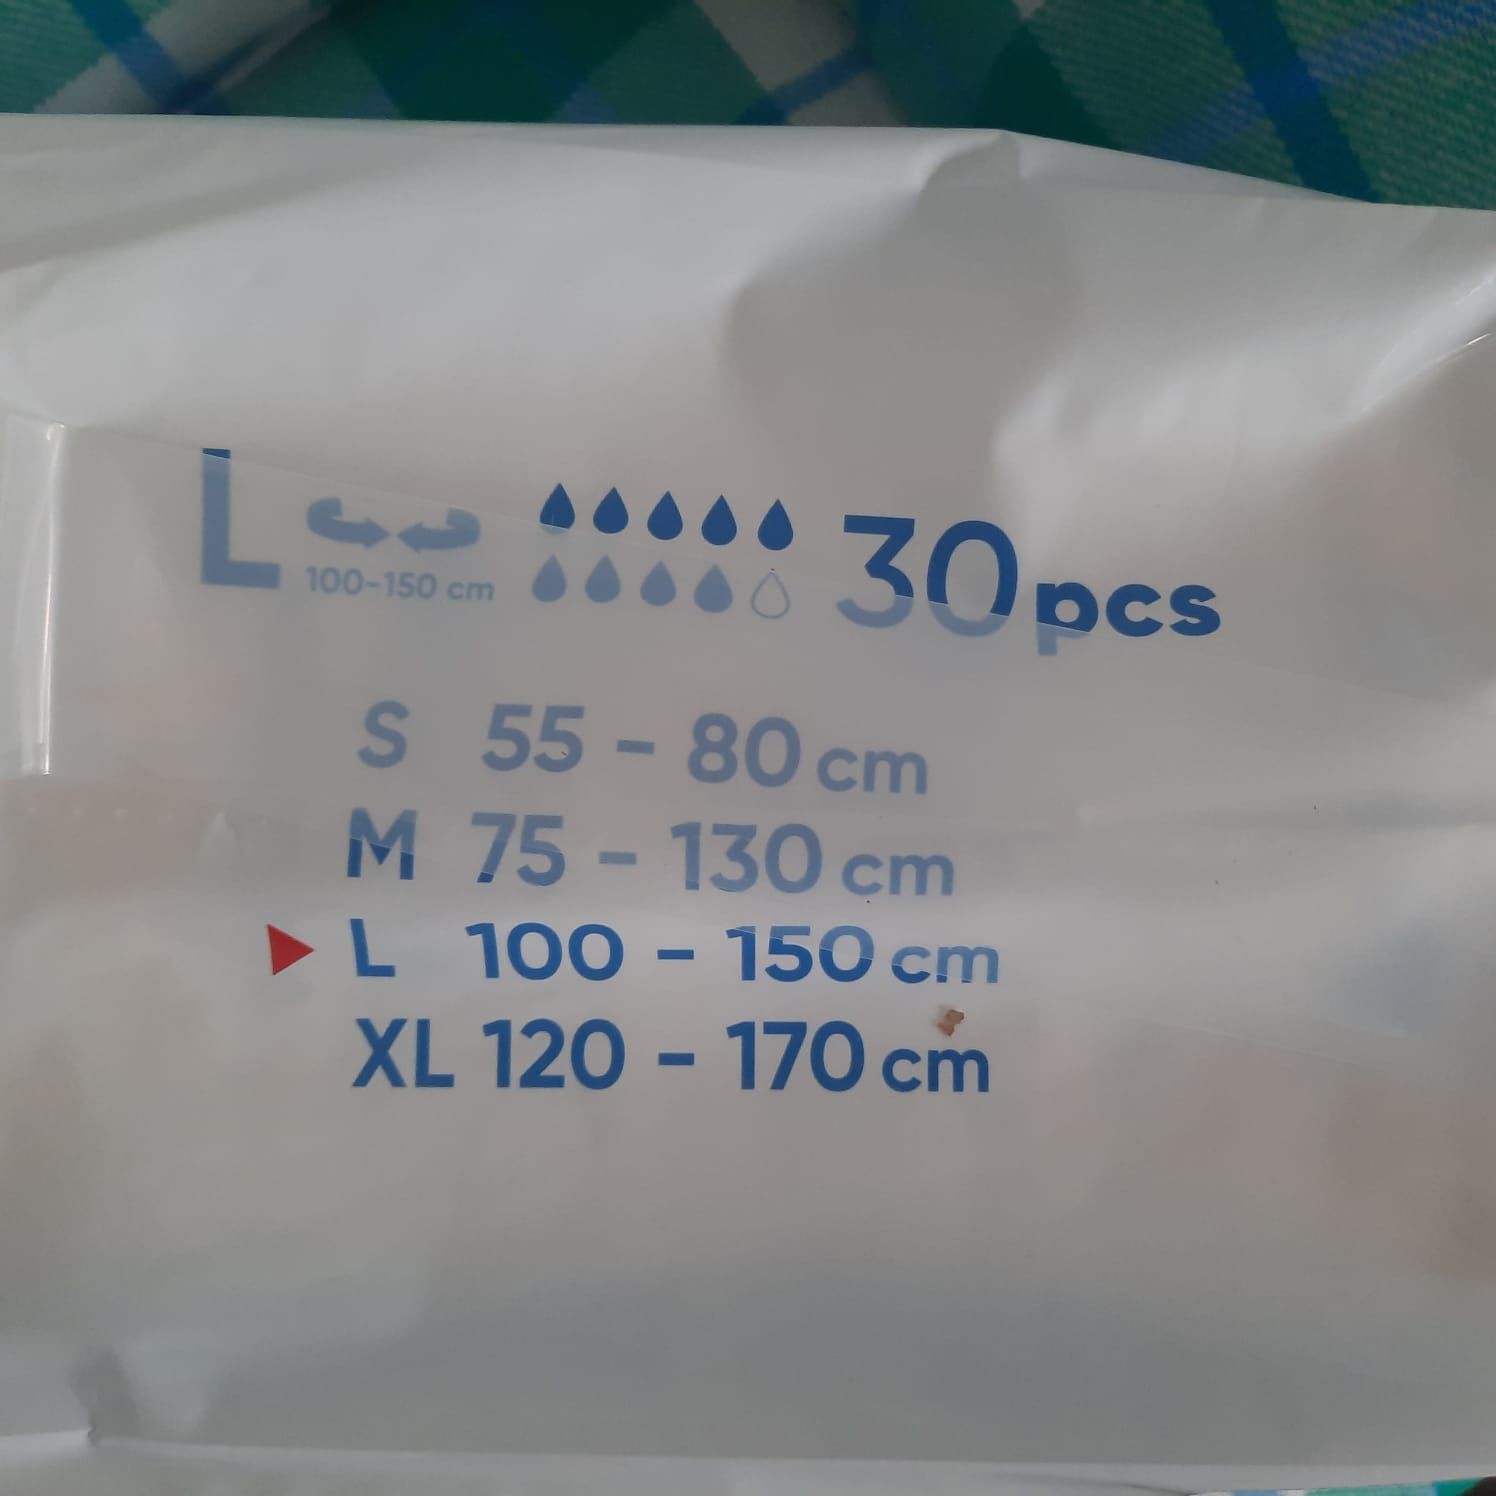 L 100-150 cm 30pcs
S 55 - 80 cm
M 75 - 130 cm
L 100 - 150 cm
XL 120 - 170 cm